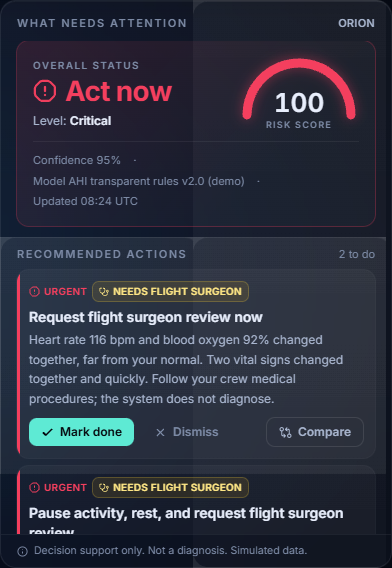 WHAT NEEDS ATTENTION ORION
OVERALL STATUS
Act now
Level: Critical
100
RISK SCORE
Confidence 95% ·
Model AHI transparent rules v2.0 (demo) ·
Updated 08:24 UTC
RECOMMENDED ACTIONS 2 to do
URGENT NEEDS FLIGHT SURGEON
Request flight surgeon review now
Heart rate 116 bpm and blood oxygen 92% changed
together, far from your normal. Two vital signs changed
together and quickly. Follow your crew medical
procedures; the system does not diagnose.
Mark done Dismiss Compare
URGENT NEEDS FLIGHT SURGEON
Pause activity, rest, and request flight surgeon
review
Decision support only. Not a diagnosis. Simulated data.